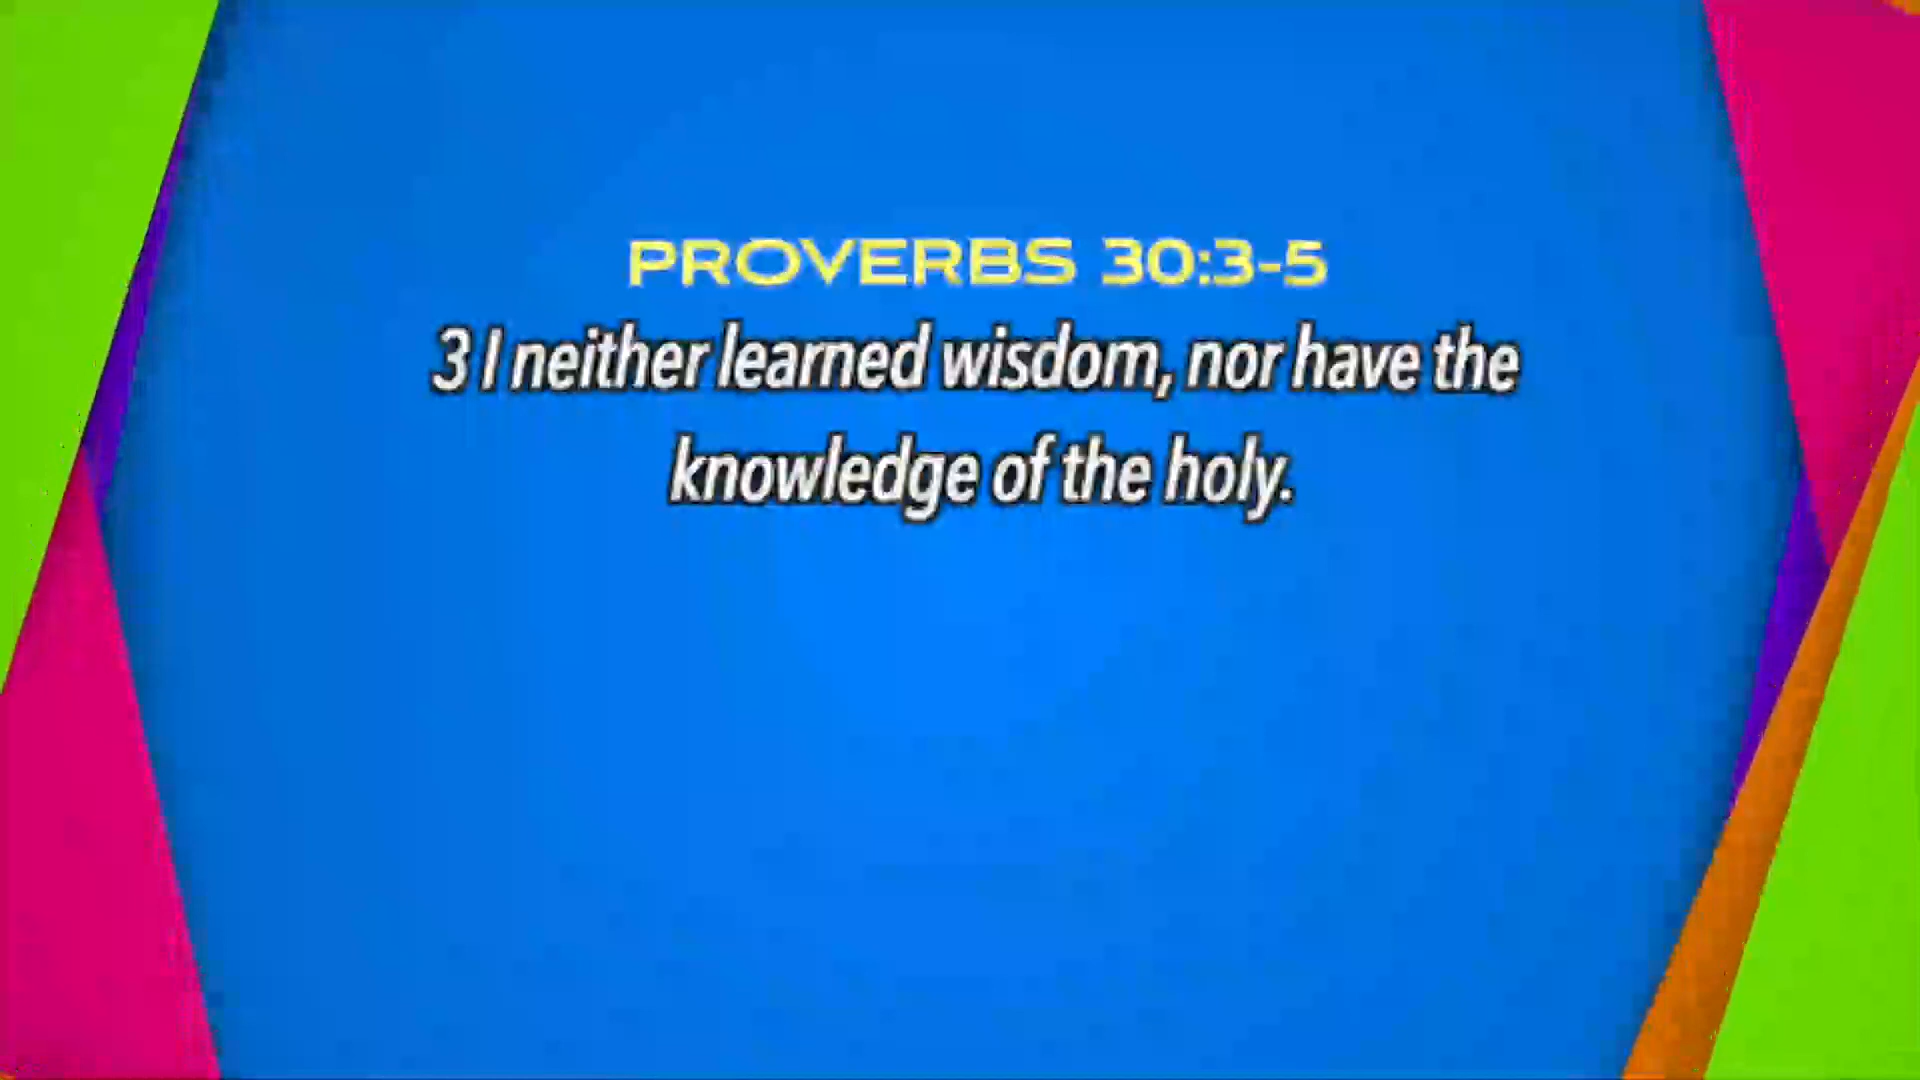 PROVERBS 30:3-5
3 I neither learned wisdom, nor have the
knowledge of the holy.